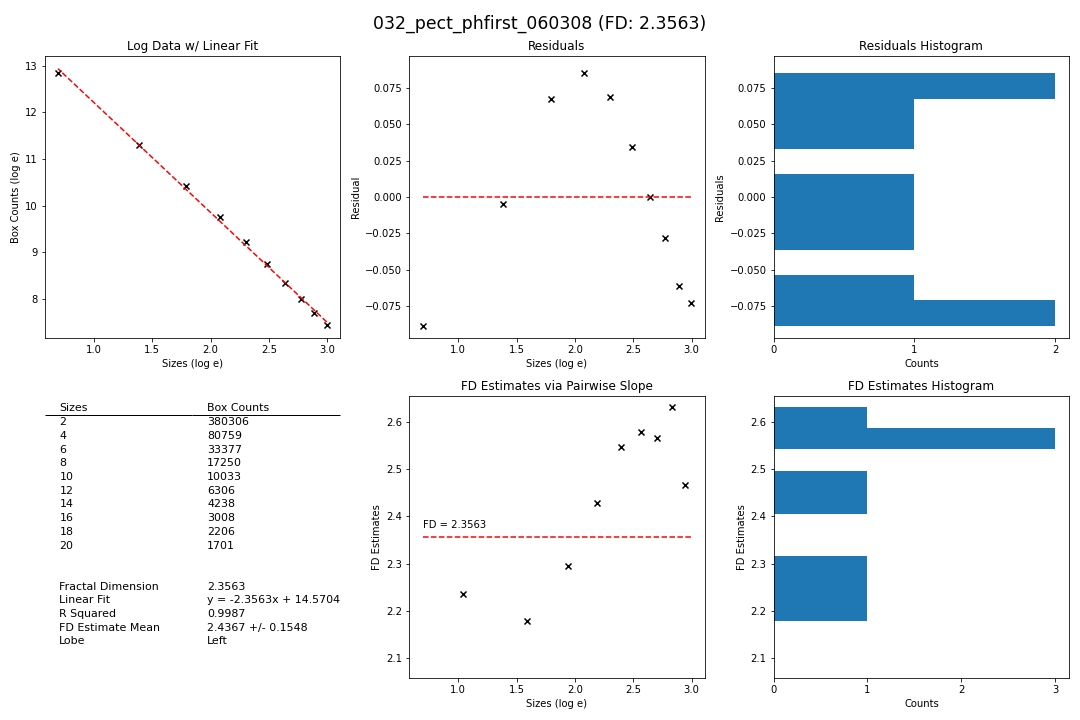 032_pect_phfirst_060308 (FD: 2.3563)
Log Data w/ Linear Fit
Box Counts (log e)
13
12
11
10
9
8
1.0 1.5 2.0 2.5 3.0
Sizes (log e)
Residuals
Residual
0.075
0.050
0.025
0.000
−0.025
−0.050
−0.075
1.0 1.5 2.0 2.5 3.0
Sizes (log e)
Residuals Histogram
Residuals
0.075
0.050
0.025
0.000
−0.025
−0.050
−0.075
0 1 2
Counts
Sizes Box Counts
2 380306
4 80759
6 33377
8 17250
10 10033
12 6306
14 4238
16 3008
18 2206
20 1701
Fractal Dimension 2.3563
Linear Fit y = -2.3563x + 14.5704
R Squared 0.9987
FD Estimate Mean 2.4367 +/- 0.1548
Lobe Left
FD Estimates via Pairwise Slope
FD Estimates
2.6
2.5
2.4
2.3
2.2
2.1
FD = 2.3563
1.0 1.5 2.0 2.5 3.0
Sizes (log e)
FD Estimates Histogram
FD Estimates
2.6
2.5
2.4
2.3
2.2
2.1
0 1 2 3
Counts